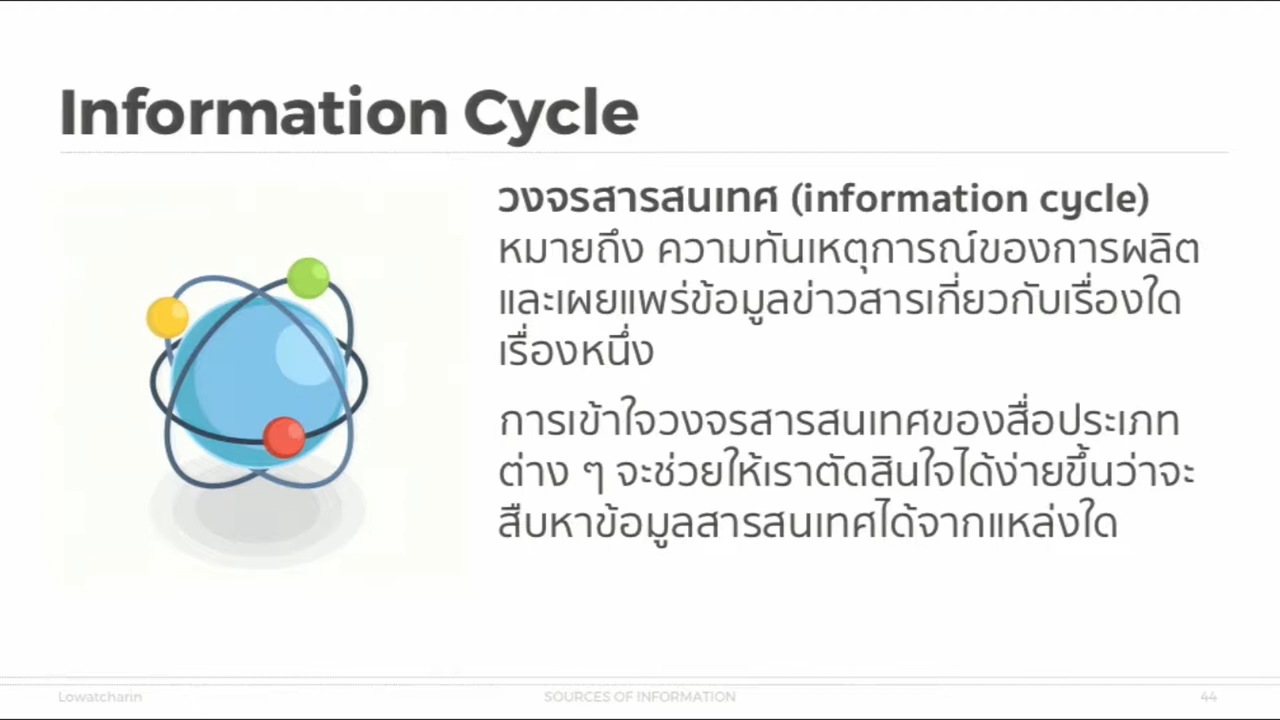 Information Cycle
วงจรสารสนเทศ (information cycle)
หมายถึง ความทันเหตุการณ์ของการผลิต
และเผยแพร่ข้อมูลข่าวสารเกี่ยวกับเรื่องใด
เรื่องหนึ่ง
การเข้าใจวงจรสารสนเทศของสื่อประเภท
ต่าง ๆ จะช่วยให้เราตัดสินใจได้ง่ายขึ้นว่าจะ
สืบหาข้อมูลสารสนเทศได้จากแหล่งใด
Lowatcharin
SOURCES OF INFORMATION
44